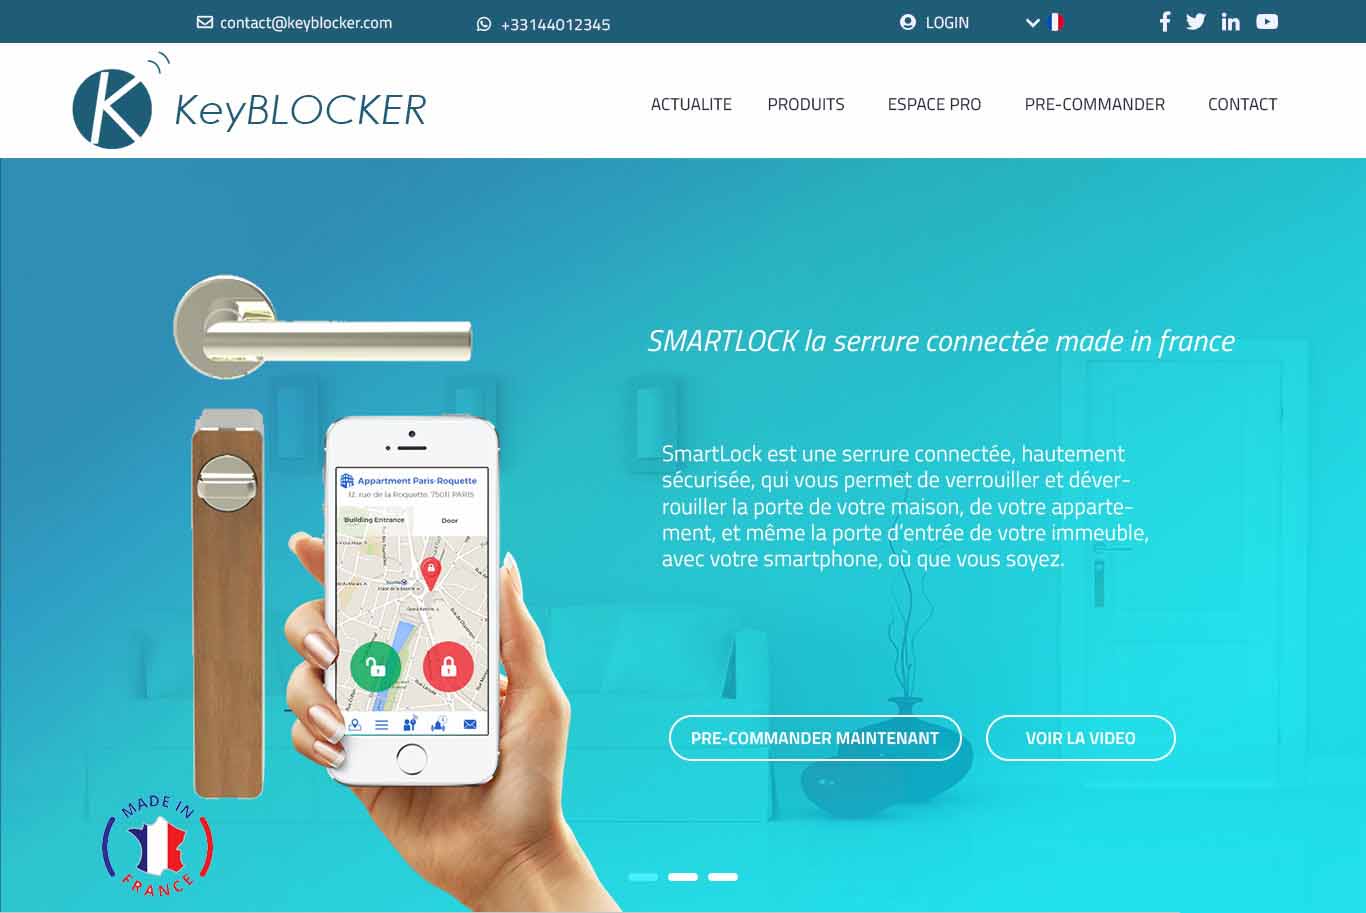 contact@keyblocker.com
+33144012345
LOGIN
KeyBLOCKER
ACTUALITE
PRODUITS
ESPACE PRO
PRE-COMMANDER
CONTACT
SMARTLOCK la serrure connectée made in france
SmartLock est une serrure connectée, hautement
sécurisée, qui vous permet de verrouiller et déver-
rouiller la porte de votre maison, de votre apparte-
ment, et même la porte d'entrée de votre immeuble,
avec votre smartphone, où que vous soyez.
Appartment Paris-Roquette
12, rue de la Roquette, 75011 PARIS
Building Entrance
Door
PRE-COMMANDER MAINTENANT
VOIR LA VIDEO
MADE IN
FRANCE